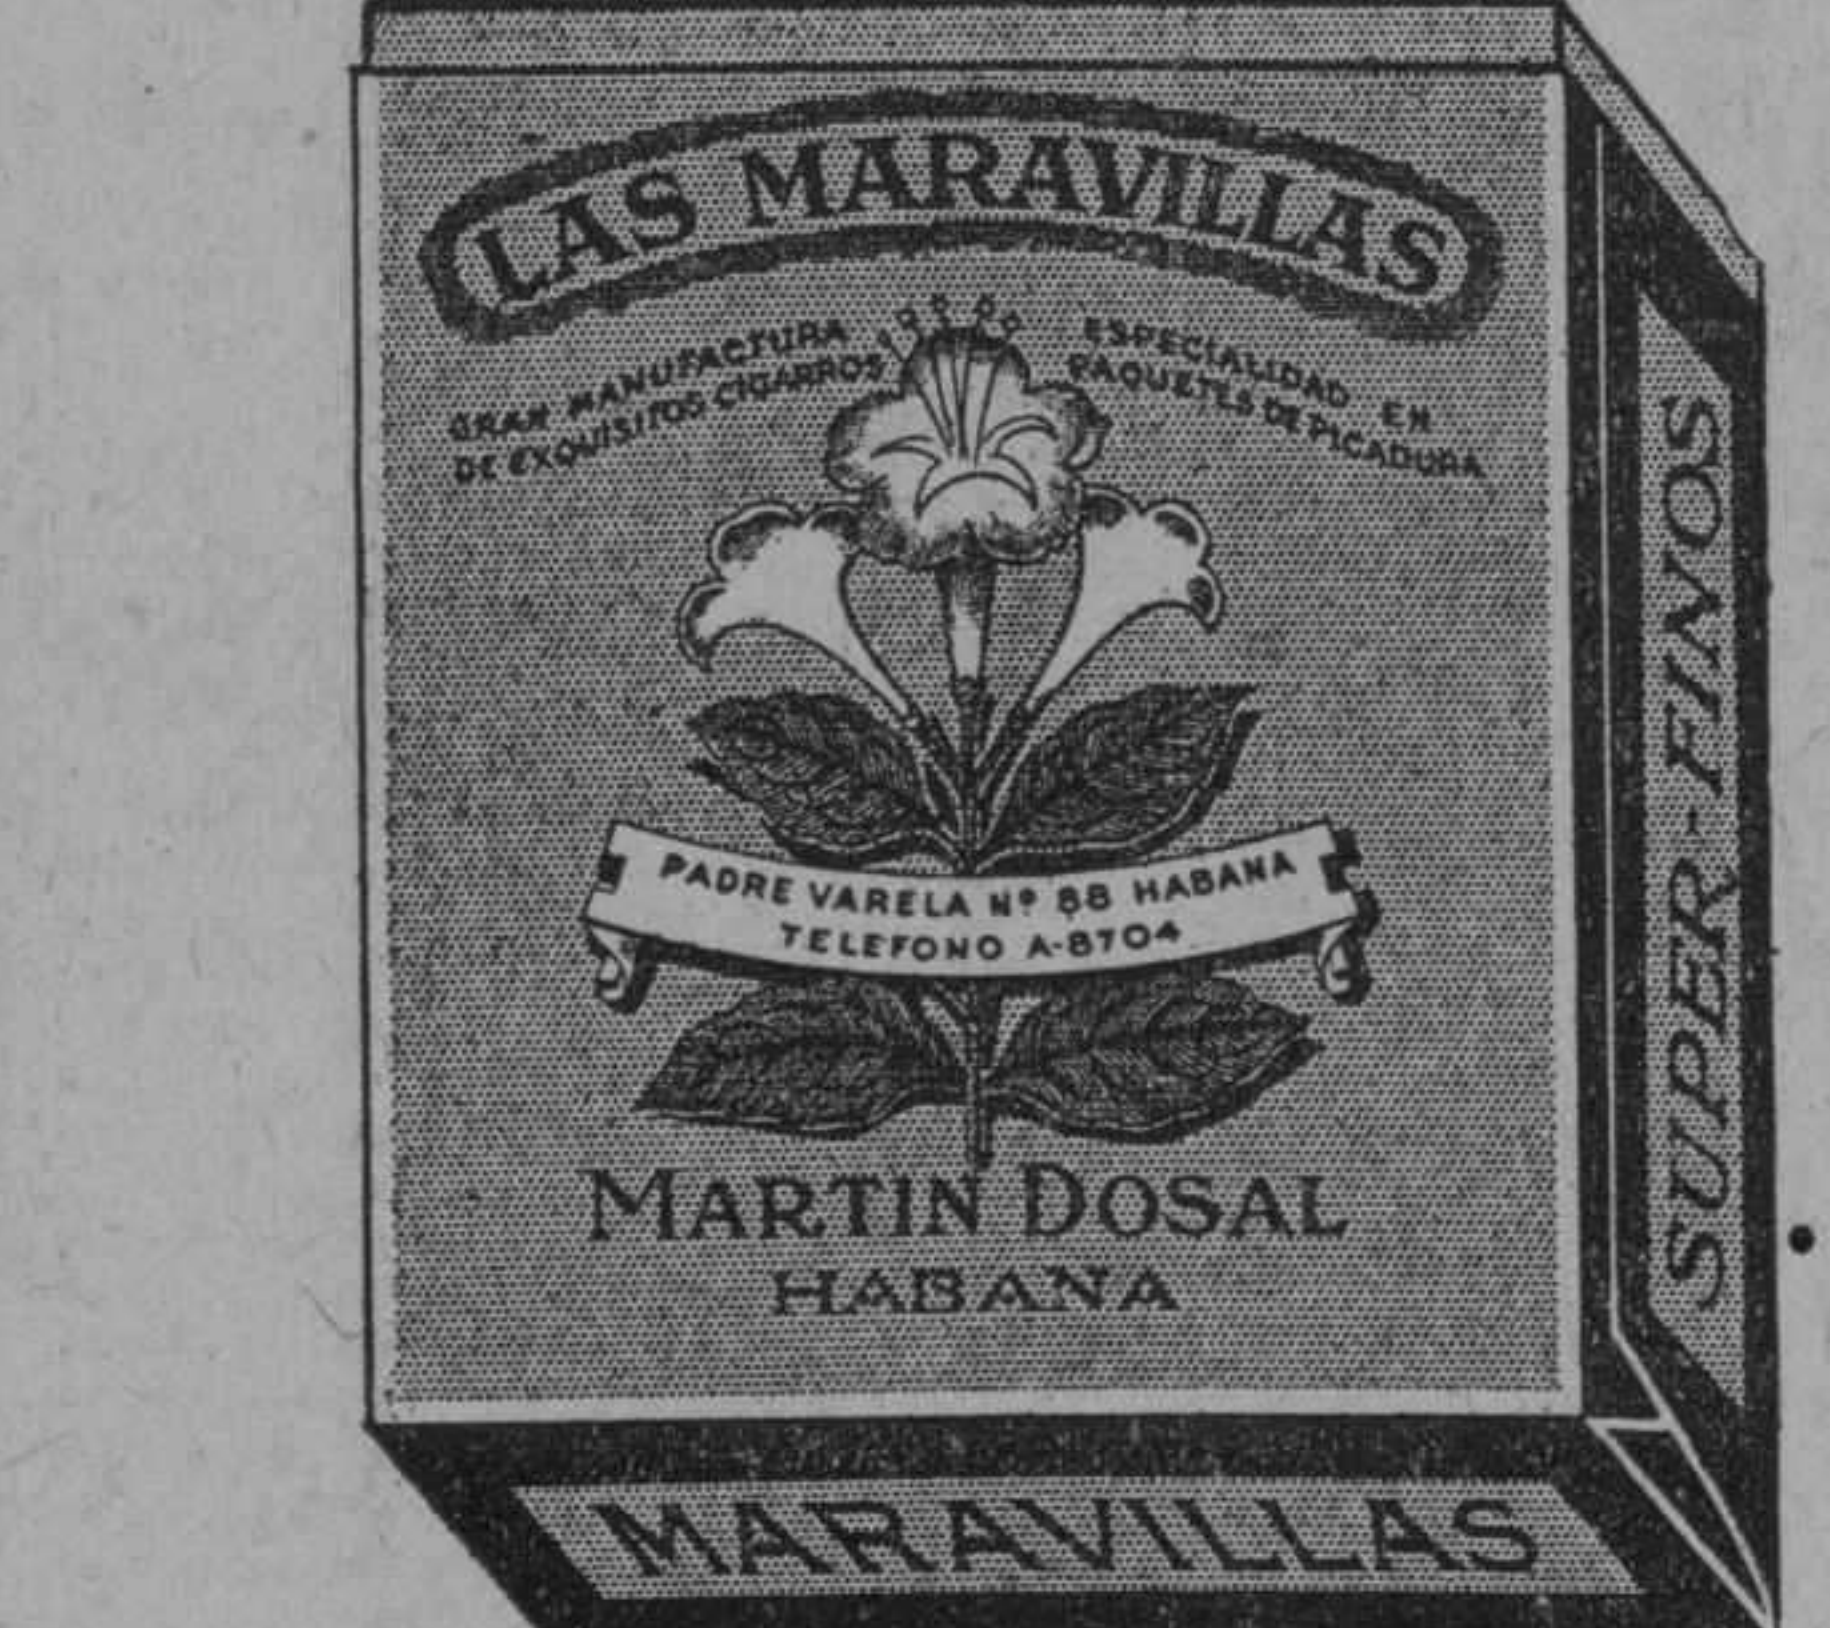 LAS MARAVILLAS
GRAN MANUFACTURA
DE EXQUISITOS CIGARROS
ESPECIALIDAD EN
PAQUETES DE PICADURA
PADRE VARELA Nº 88 HABANA
TELEFONO A-8704
MARTIN DOSAL
HABANA
SUPER-FINOS
MARAVILLAS